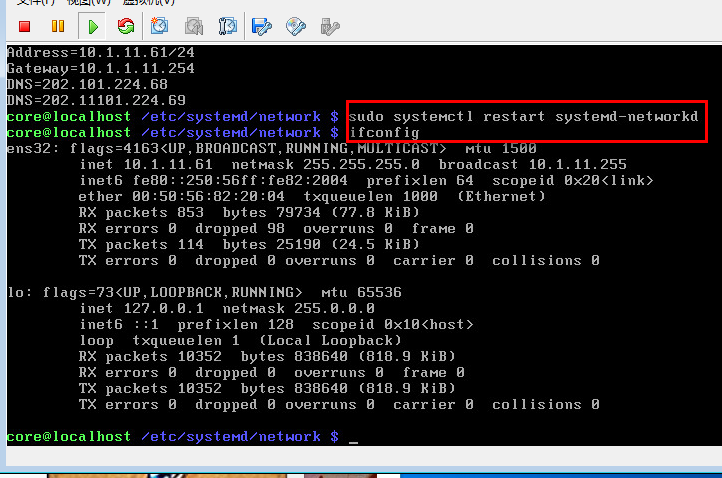 Address=10.1.11.61/24
Gateway=10.1.1.11.254
DNS=202.101.224.68
DNS=202.11101.224.69
core@localhost /etc/systemd/network $ sudo systemctl restart systemd-networkd
core@localhost /etc/systemd/network $ ifconfig
ens32: flags=4163<UP,BROADCAST,RUNNING,MULTICAST>  mtu 1500
        inet 10.1.11.61  netmask 255.255.255.0  broadcast 10.1.11.255
        inet6 fe80::250:56ff:fe82:2004  prefixlen 64  scopeid 0x20<link>
        ether 00:50:56:82:20:04  txqueuelen 1000  (Ethernet)
        RX packets 853  bytes 79734 (77.8 KiB)
        RX errors 0  dropped 98  overruns 0  frame 0
        TX packets 114  bytes 25190 (24.5 KiB)
        TX errors 0  dropped 0 overruns 0  carrier 0  collisions 0

lo: flags=73<UP,LOOPBACK,RUNNING>  mtu 65536
        inet 127.0.0.1  netmask 255.0.0.0
        inet6 ::1  prefixlen 128  scopeid 0x10<host>
        loop  txqueuelen 1  (Local Loopback)
        RX packets 10352  bytes 838640 (818.9 KiB)
        RX errors 0  dropped 0  overruns 0  frame 0
        TX packets 10352  bytes 838640 (818.9 KiB)
        TX errors 0  dropped 0 overruns 0  carrier 0  collisions 0

core@localhost /etc/systemd/network $ _